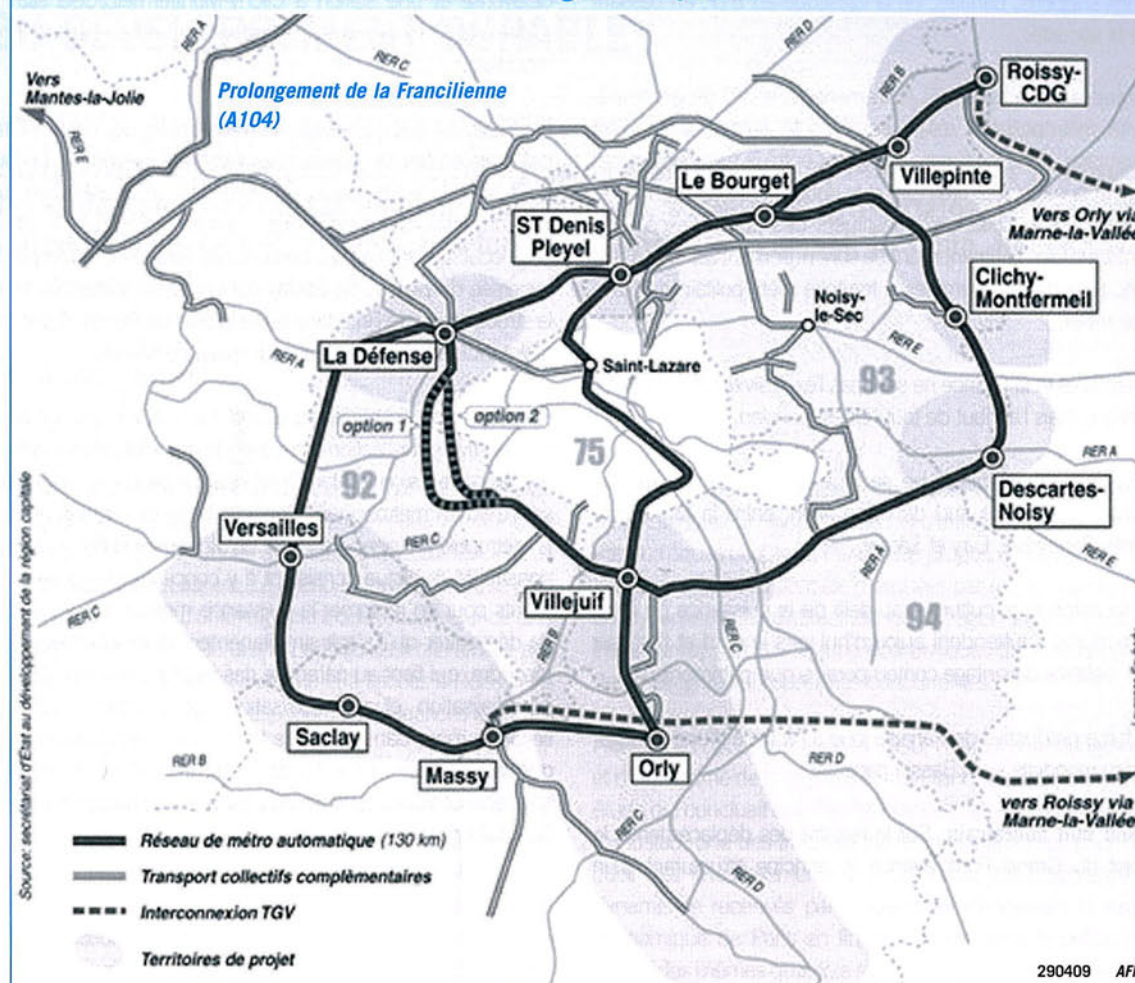 RER A
RER C
RER D
Vers
Mantes-la-Jolie
Prolongement de la Francilienne
(A104)
RER E
RER B
Roissy-
CDG
Villepinte
Le Bourget
Vers Orly via
Marne-la-Vallée
ST Denis
Pleyel
Clichy-
Montfermeil
Noisy-
le-Sec
RER E
RER A
La Défense
Saint-Lazare
93
option 1
option 2
75
92
RER A
Descartes-
Noisy
Versailles
RER C
RER A
RER E
RER C
Villejuif
RER B
RER C
94
Saclay
Massy
Orly
RER B
RER D
vers Roissy via
Marne-la-Vallée
RER C
RER D
Réseau de métro automatique (130 km)
Transport collectifs complémentaires
Interconnexion TGV
Territoires de projet
Source: secrétariat d'Etat au développement de la région capitale
290409